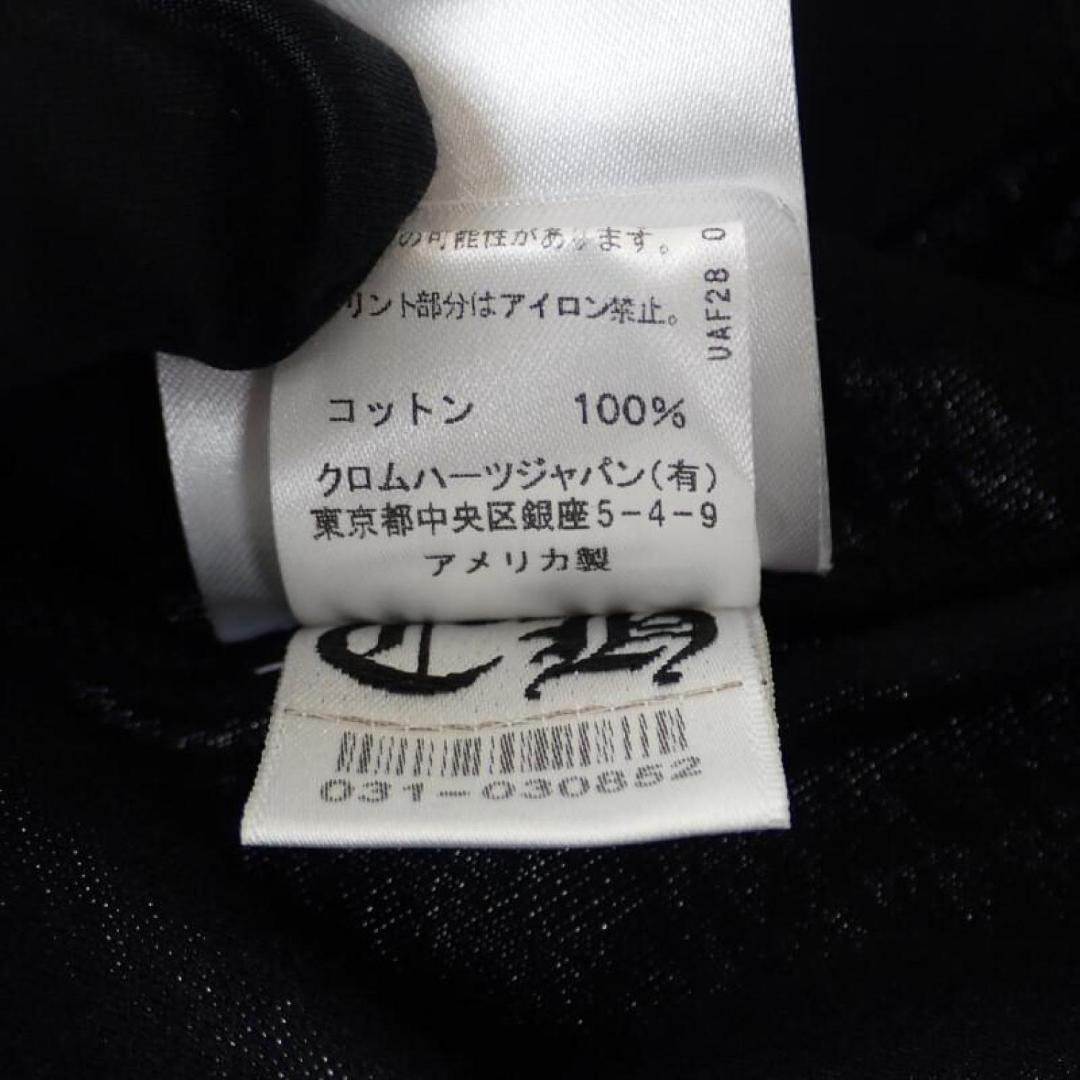 の可能性があります。
リント部分はアイロン禁止。
UAF28 0
コットン 100%
クロムハーツジャパン(有)
東京都中央区銀座5-4-9
アメリカ製
CH
031-030852